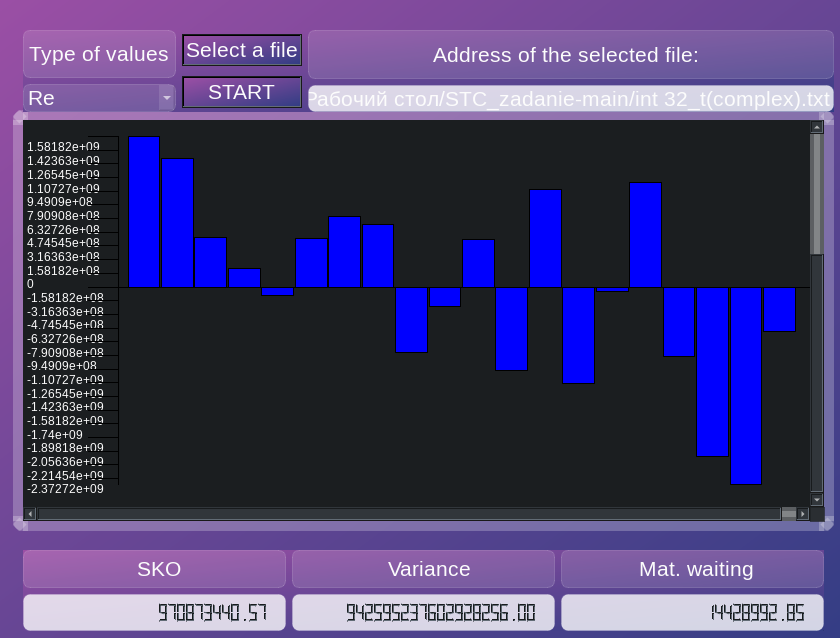 Type of values
Select a file
Address of the selected file:
Re
START
Рабочий стол/STC_zadanie-main/int 32_t(complex).txt
1.58182e+09
1.42363e+09
1.26545e+09
1.10727e+09
9.4909e+08
7.90908e+08
6.32726e+08
4.74545e+08
3.16363e+08
1.58182e+08
0
-1.58182e+08
-3.16363e+08
-4.74545e+08
-6.32726e+08
-7.90908e+08
-9.4909e+08
-1.10727e+09
-1.26545e+09
-1.42363e+09
-1.58182e+09
-1.74e+09
-1.89818e+09
-2.05636e+09
-2.21454e+09
-2.37272e+09
SKO
Variance
Mat. waiting
970873440.57
942595237602928256.00
14428992.85